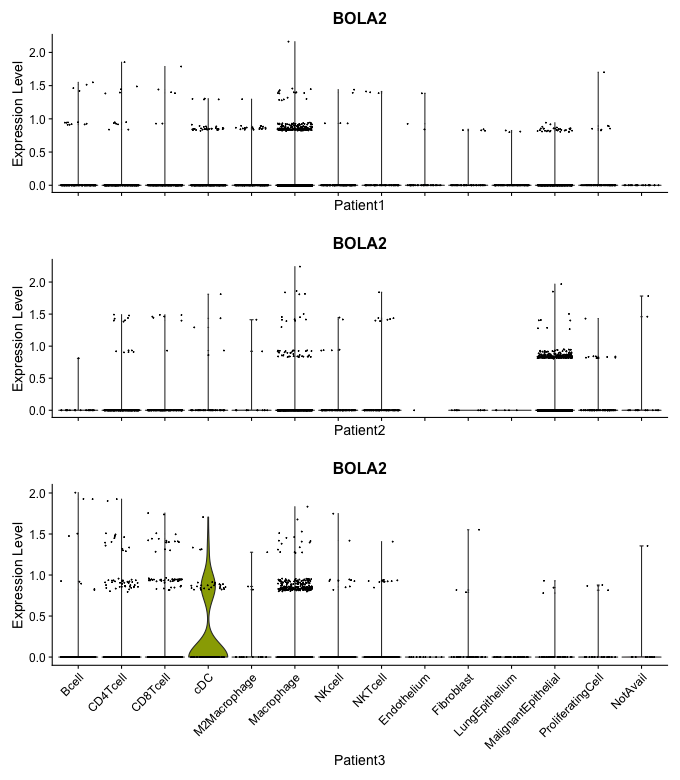 BOLA2
Expression Level
2.0
1.5
1.0
0.5
0.0
Patient1
BOLA2
Expression Level
2.0
1.5
1.0
0.5
0.0
Patient2
BOLA2
Expression Level
2.0
1.5
1.0
0.5
0.0
Bcell
CD4Tcell
CD8Tcell
cDC
M2Macrophage
Macrophage
NKcell
NKTcell
Endothelium
Fibroblast
LungEpithelium
MalignantEpithelial
ProliferatingCell
NotAvail
Patient3